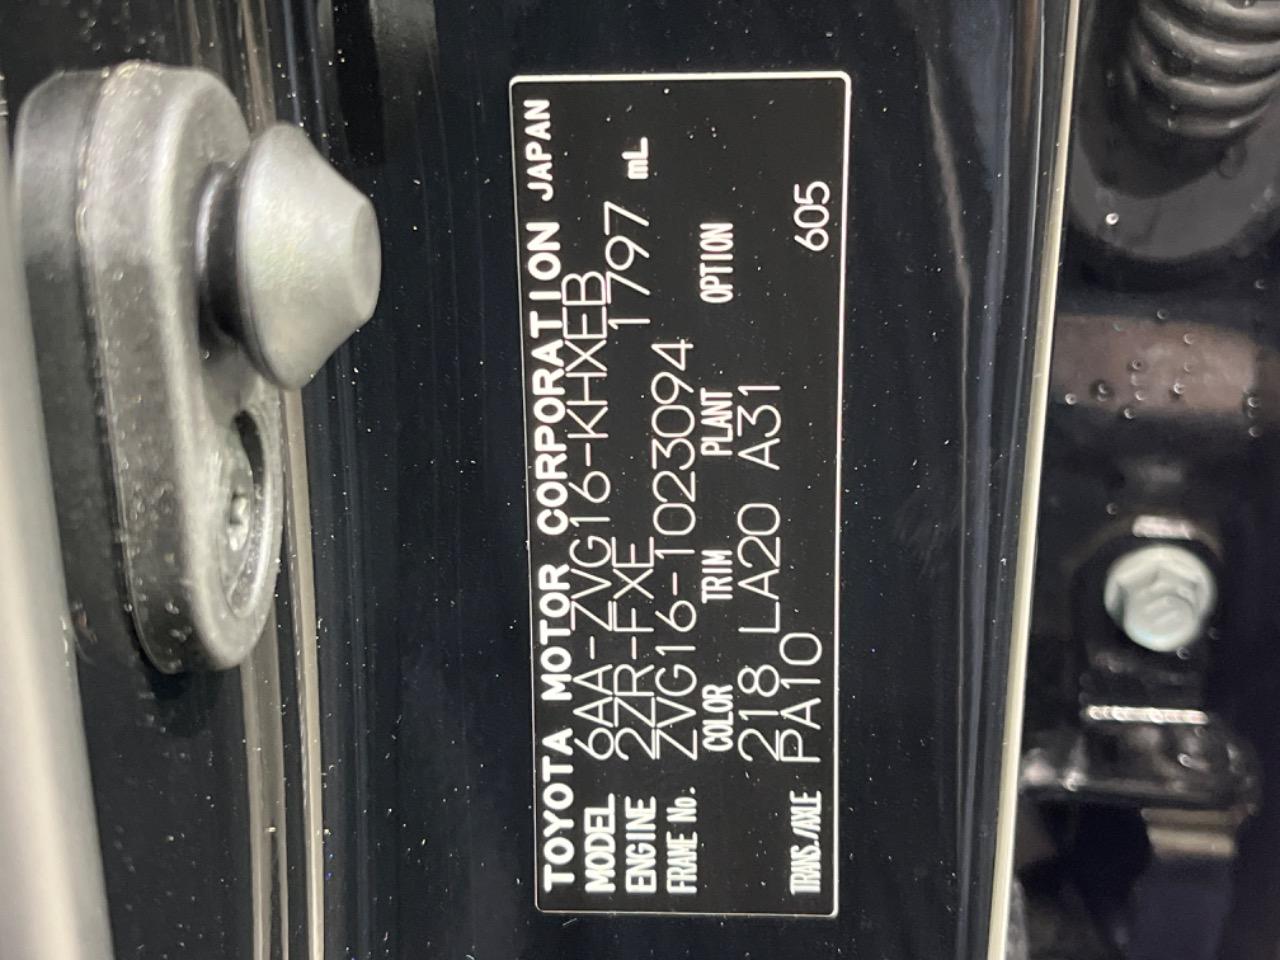 TOYOTA MOTOR CORPORATION JAPAN
MODEL 6AA-ZVG16-KHXEB
ENGINE 2ZR-FXE 1797 mL
FRAME No. ZVG16-1023094
COLOR TRIM PLANT OPTION
218 LA20 A31
TRANS./AXLE PA10 605